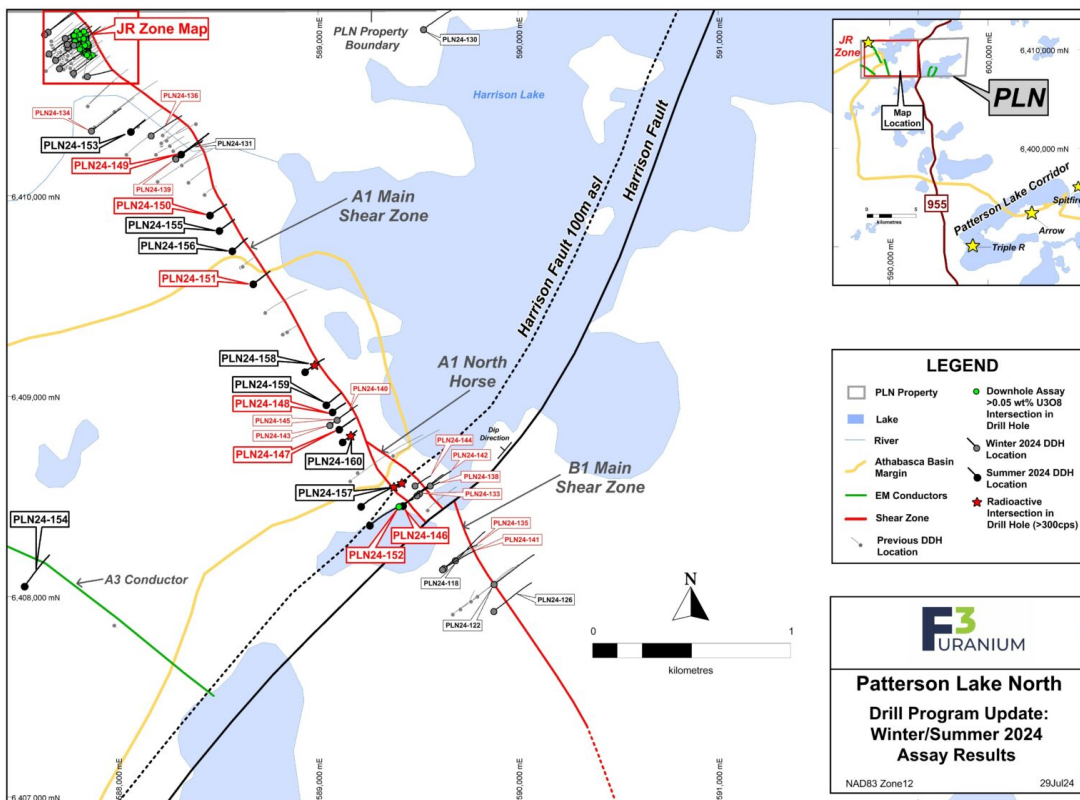 JR Zone Map
PLN Property
Boundary
PLN24-130
589,000 mE
590,000 mE
591,000 mE
Harrison Lake
PLN24-134
PLN24-136
PLN24-153
PLN24-131
PLN24-149
PLN24-139
6,410,000 mN
PLN24-150
PLN24-155
PLN24-156
PLN24-151
A1 Main
Shear Zone
Harrison Fault 100m asl
Harrison Fault
PLN24-158
PLN24-159
PLN24-148
PLN24-140
PLN24-145
PLN24-143
PLN24-147
PLN24-160
6,409,000 mN
A1 North
Horse
Dip
Direction
PLN24-144
PLN24-142
PLN24-138
PLN24-133
B1 Main
Shear Zone
PLN24-157
PLN24-146
PLN24-152
PLN24-135
PLN24-141
PLN24-118
PLN24-126
PLN24-122
PLN24-154
A3 Conductor
6,408,000 mN
N
0
1
kilometres
6,407,000 mN
588,000 mE
589,000 mE
590,000 mE
591,000 mE
JR
Zone
Map
Location
PLN
600,000 mE
6,410,000 mN
6,400,000 mN
590,000 mE
0
5
kilometres
955
Patterson Lake Corridor
Spitfire
Arrow
Triple R
LEGEND
PLN Property
Lake
River
Athabasca Basin
Margin
EM Conductors
Shear Zone
Previous DDH
Location
Downhole Assay
>0.05 wt% U3O8
Intersection in
Drill Hole
Winter 2024 DDH
Location
Summer 2024 DDH
Location
Radioactive
Intersection in
Drill Hole (>300cps)
F3
URANIUM
Patterson Lake North
Drill Program Update:
Winter/Summer 2024
Assay Results
NAD83 Zone12
29Jul24